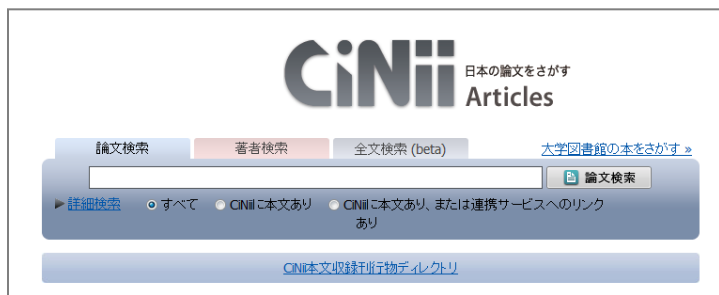 CiNii 日本の論文をさがす
Articles
論文検索 著者検索 全文検索 (beta) 大学図書館の本をさがす »
論文検索
詳細検索 すべて CiNiiに本文あり CiNiiに本文あり、または連携サービスへのリンク
あり
CiNii本文収録刊行物ディレクトリ